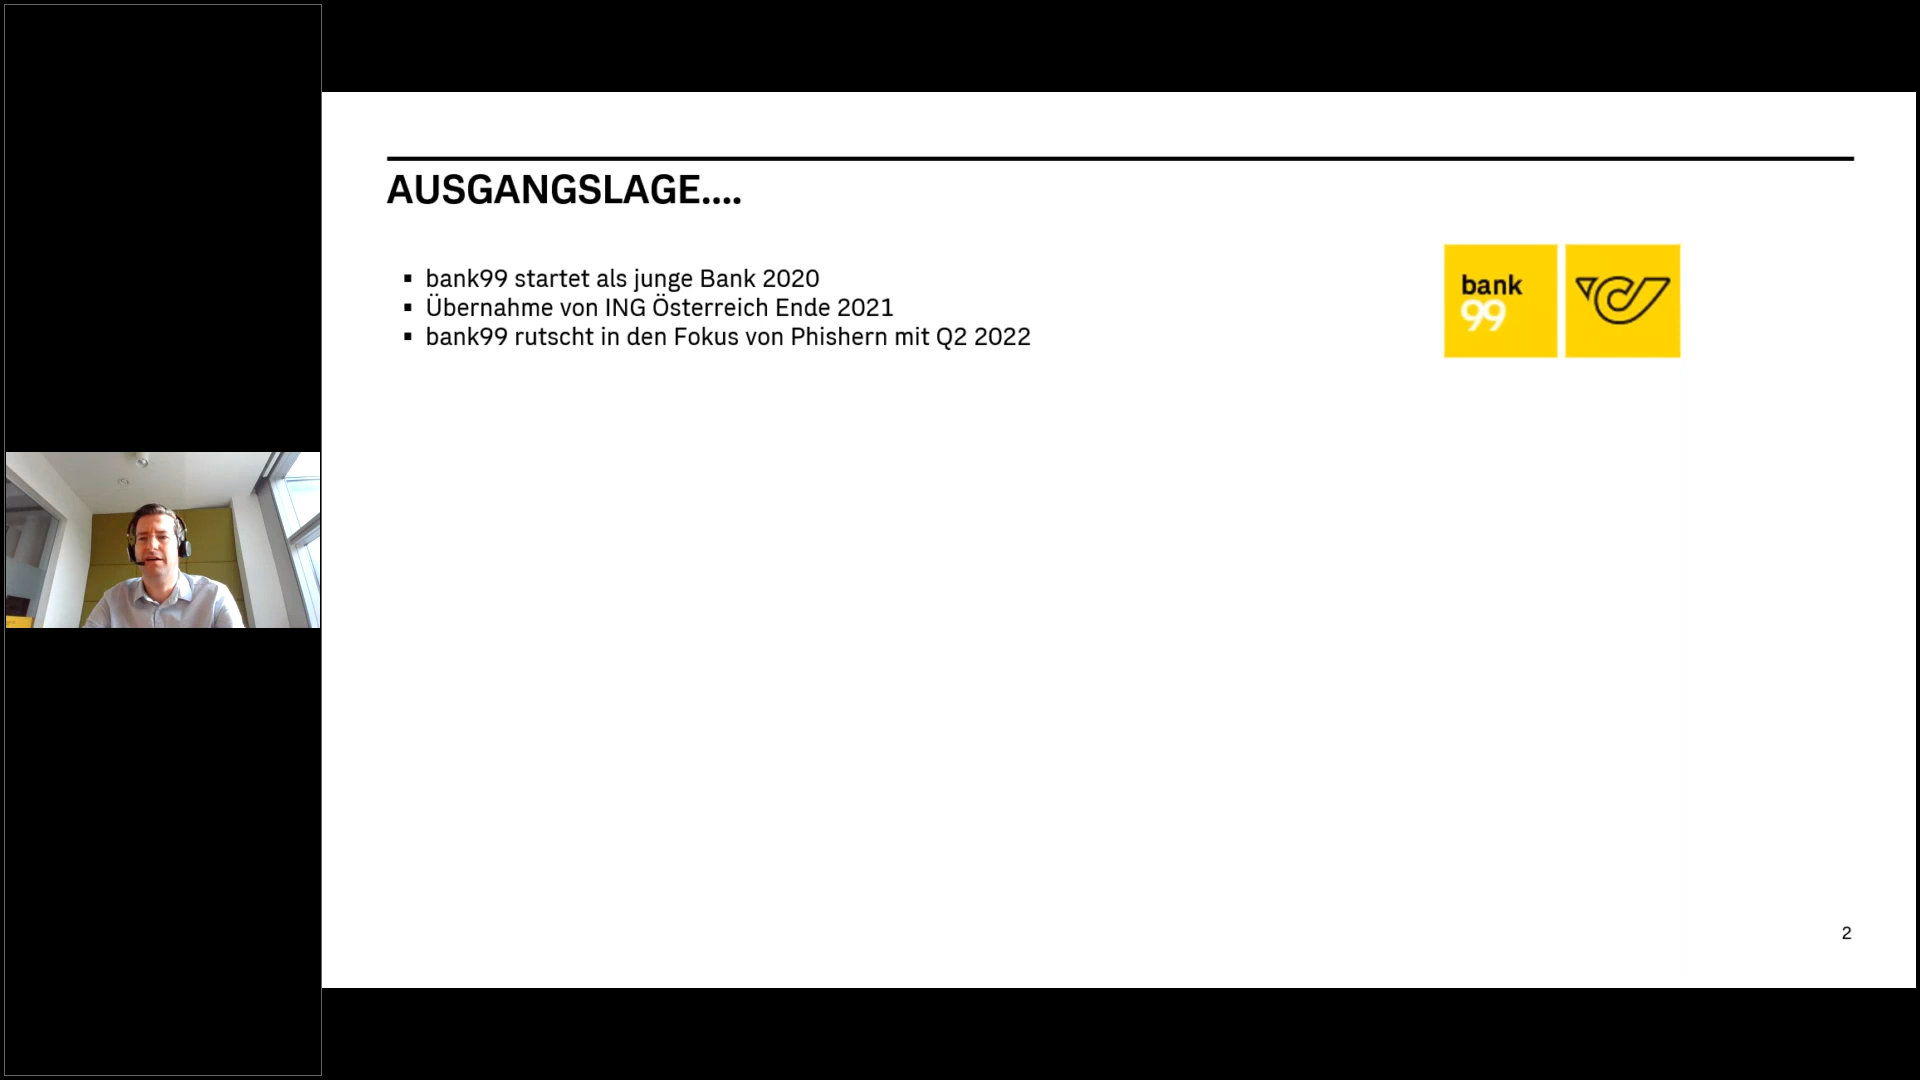 AUSGANGSLAGE....
▪ bank99 startet als junge Bank 2020
▪ Übernahme von ING Österreich Ende 2021
▪ bank99 rutscht in den Fokus von Phishern mit Q2 2022
bank
99
2